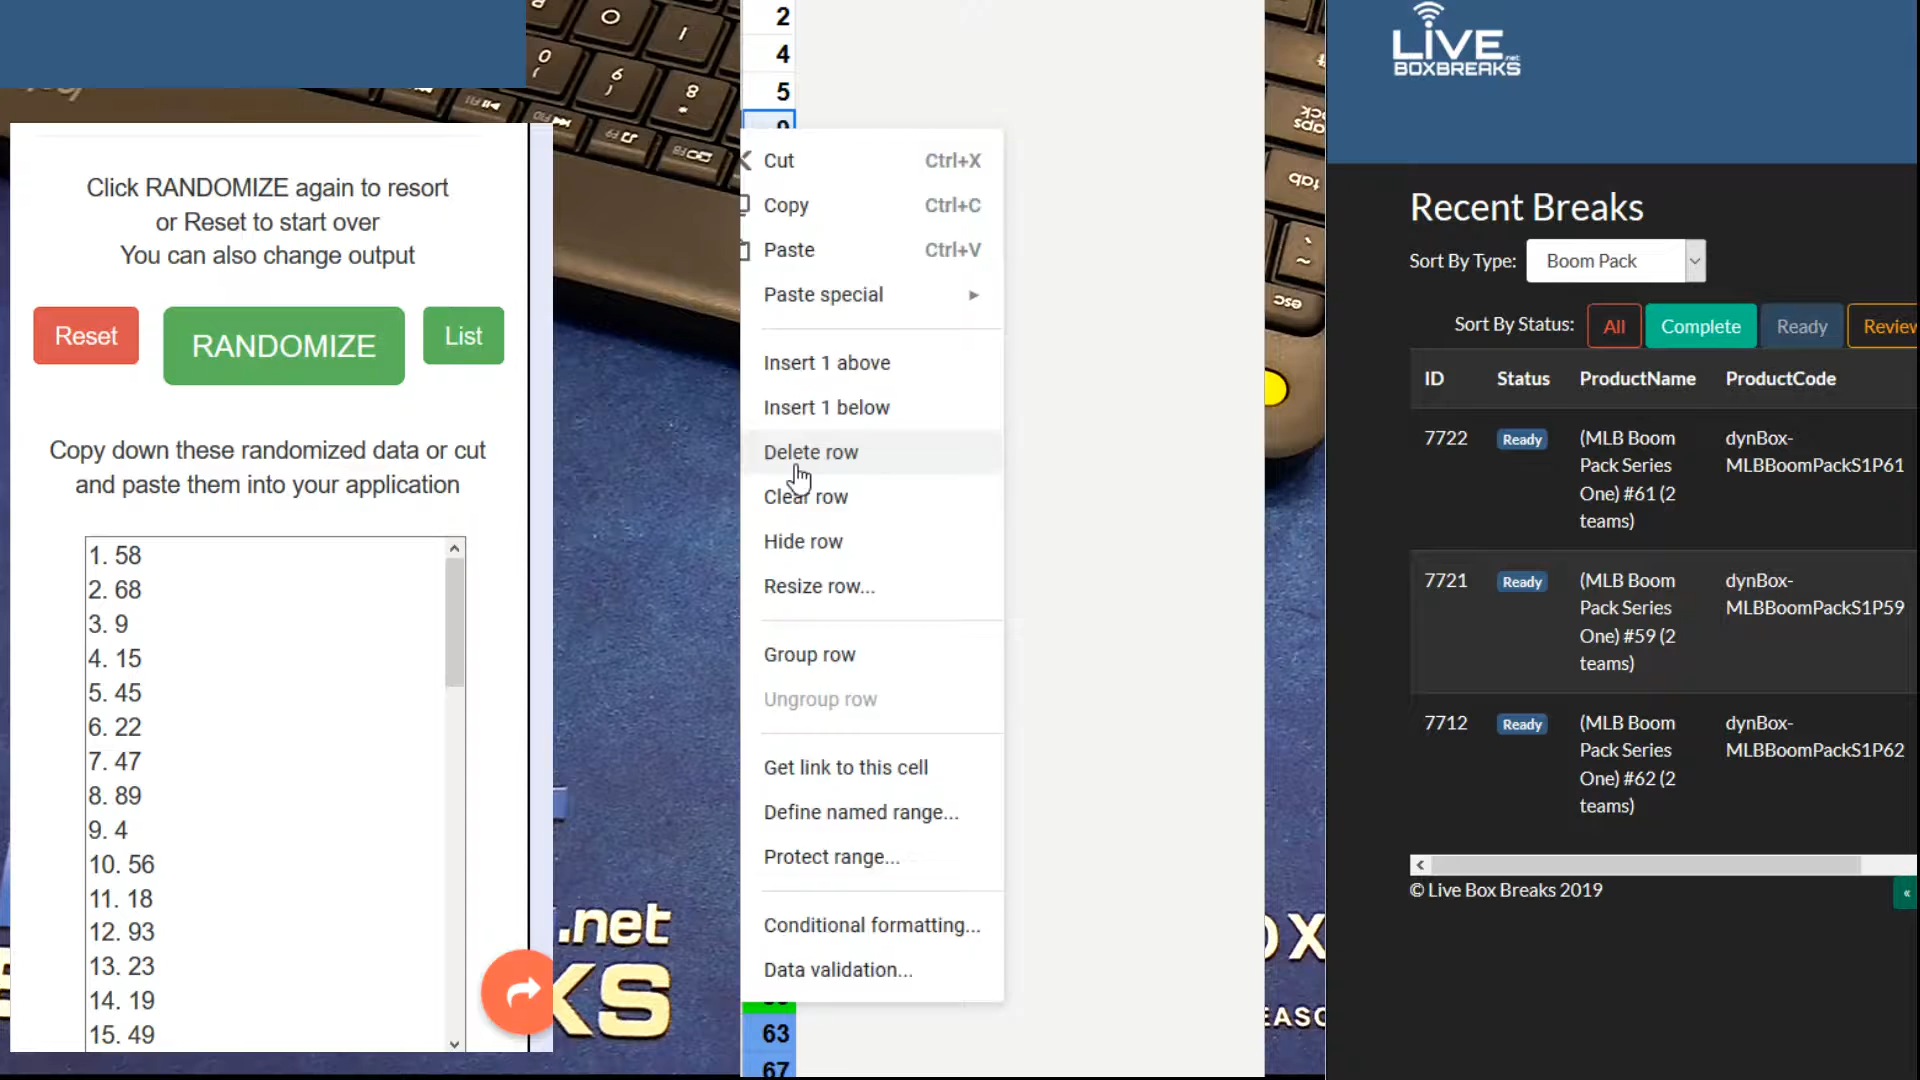 Click RANDOMIZE again to resort
or Reset to start over
You can also change output
Reset
RANDOMIZE
List
Copy down these randomized data or cut
and paste them into your application
1. 58
2. 68
3. 9
4. 15
5. 45
6. 22
7. 47
8. 89
9. 4
10. 56
11. 18
12. 93
13. 23
14. 19
15. 49
.net
KS
2
4
5
9
Cut Ctrl+X
Copy Ctrl+C
Paste Ctrl+V
Paste special
Insert 1 above
Insert 1 below
Delete row
Clear row
Hide row
Resize row...
Group row
Ungroup row
Get link to this cell
Define named range...
Protect range...
Conditional formatting...
Data validation...
63
67
tab
esc
OX
EASO
LIVE.net
BOXBREAKS
Recent Breaks
Sort By Type: Boom Pack
Sort By Status: All Complete Ready Review
ID Status ProductName ProductCode
7722 Ready (MLB Boom dynBox-
Pack Series MLBBoomPackS1P61
One) #61 (2
teams)
7721 Ready (MLB Boom dynBox-
Pack Series MLBBoomPackS1P59
One) #59 (2
teams)
7712 Ready (MLB Boom dynBox-
Pack Series MLBBoomPackS1P62
One) #62 (2
teams)
© Live Box Breaks 2019
«